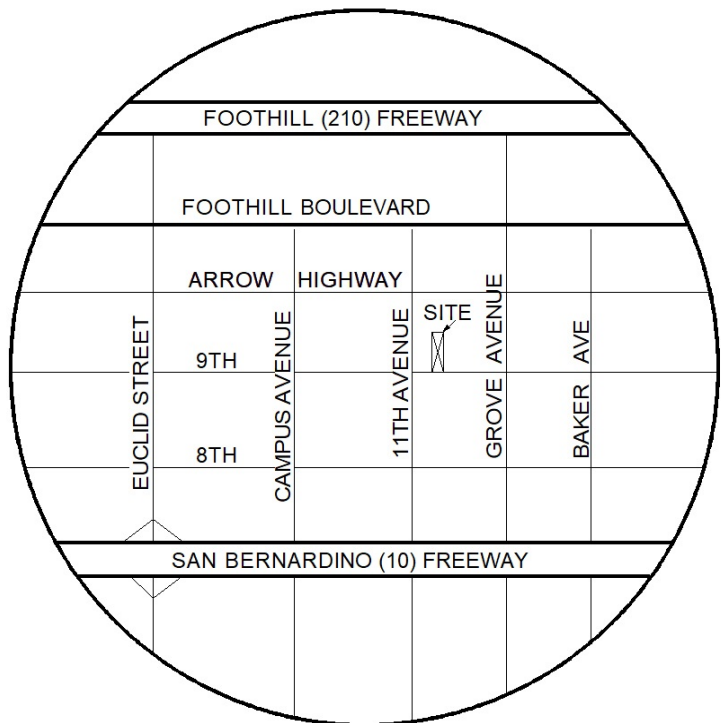 FOOTHILL (210) FREEWAY
FOOTHILL BOULEVARD
ARROW HIGHWAY
SITE
9TH
8TH
EUCLID STREET
CAMPUS AVENUE
11TH AVENUE
GROVE AVENUE
BAKER AVE
SAN BERNARDINO (10) FREEWAY